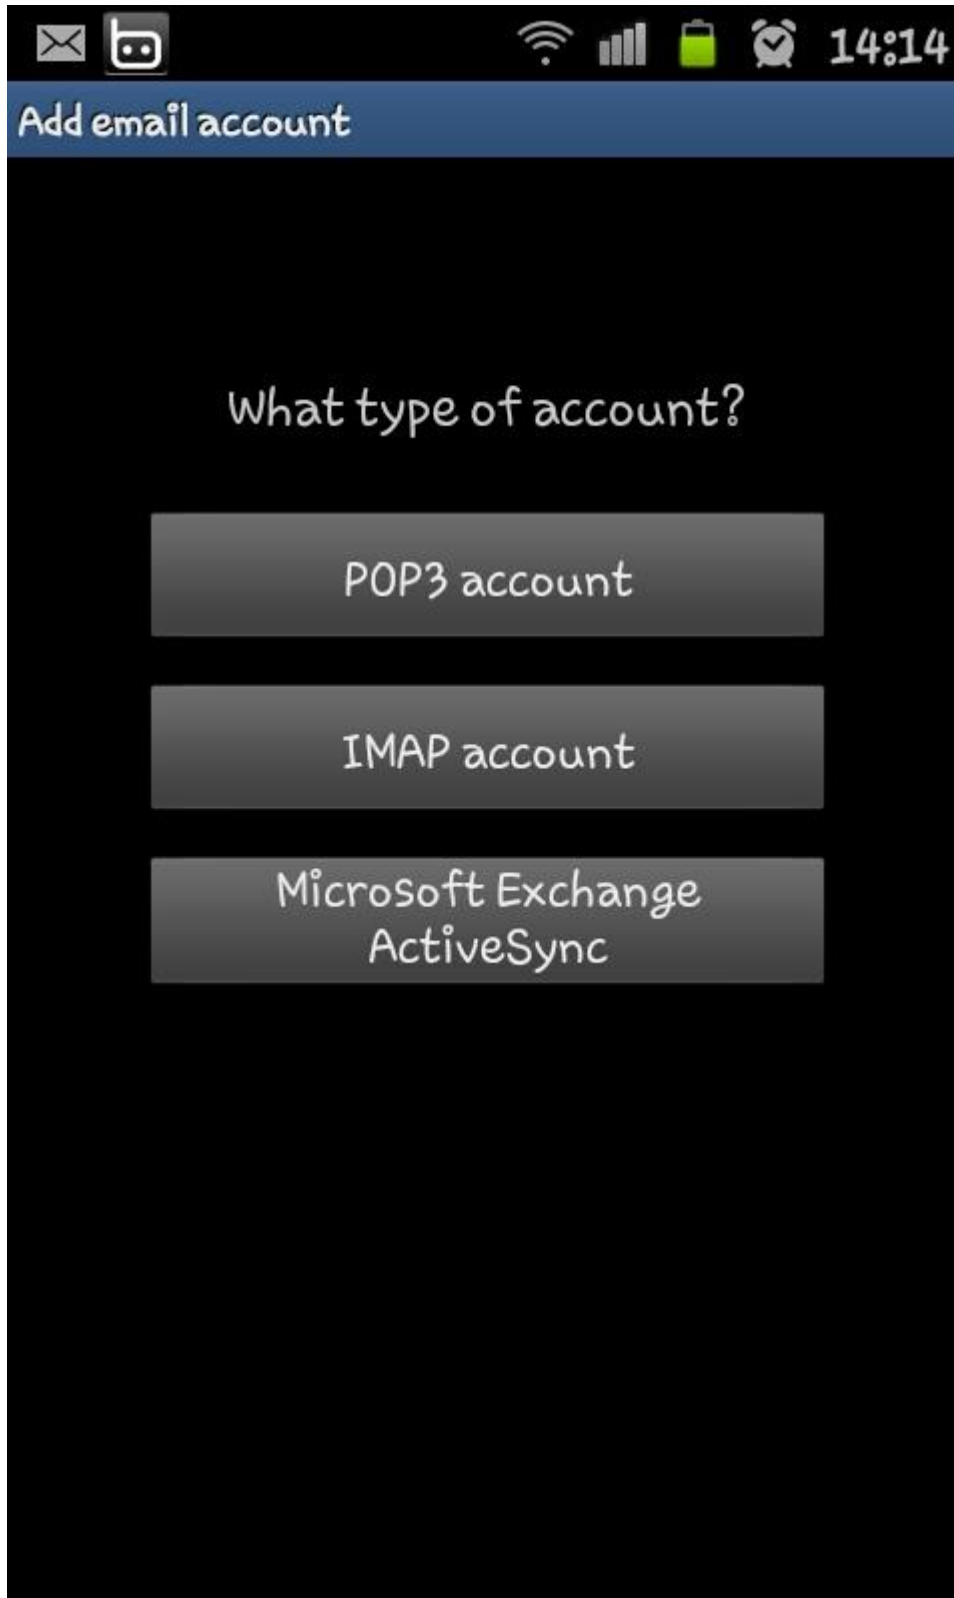 14:14
Add email account
What type of account?
POP3 account
IMAP account
Microsoft Exchange
ActiveSync